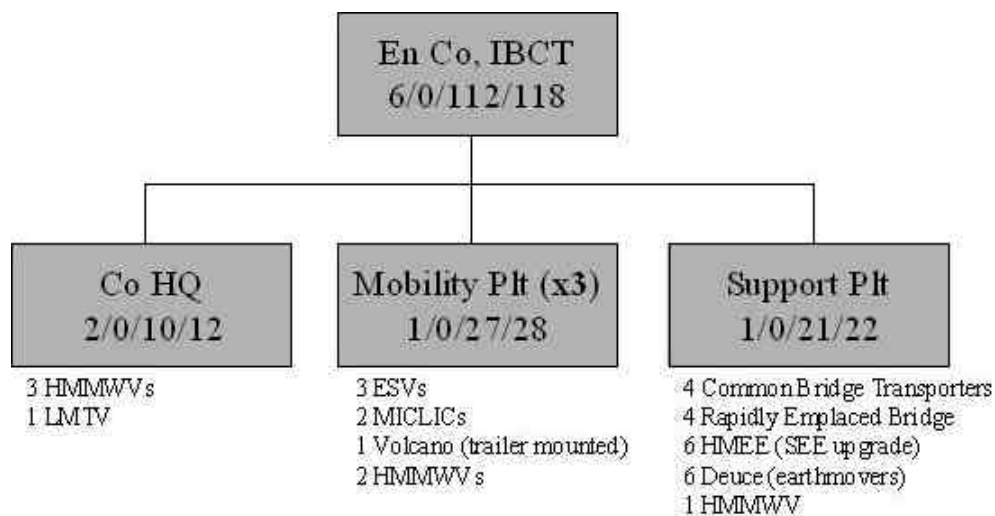 En Co, IBCT
6/0/112/118
Co HQ
2/0/10/12
3 HMMWVs
1 LMTV
Mobility Plt (x3)
1/0/27/28
3 ESVs
2 MICLICs
1 Volcano (trailer mounted)
2 HMMWVs
Support Plt
1/0/21/22
4 Common Bridge Transporters
4 Rapidly Emplaced Bridge
6 HMEE (SEE upgrade)
6 Deuce (earthmovers)
1 HMMWV